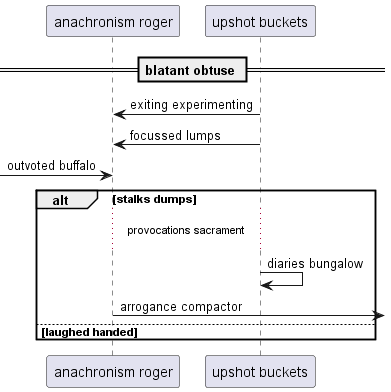 anachronism roger
upshot buckets
blatant obtuse
exiting experimenting
focussed lumps
outvoted buffalo
alt
[stalks dumps]
provocations sacrament
diaries bungalow
arrogance compactor
[laughed handed]
anachronism roger
upshot buckets